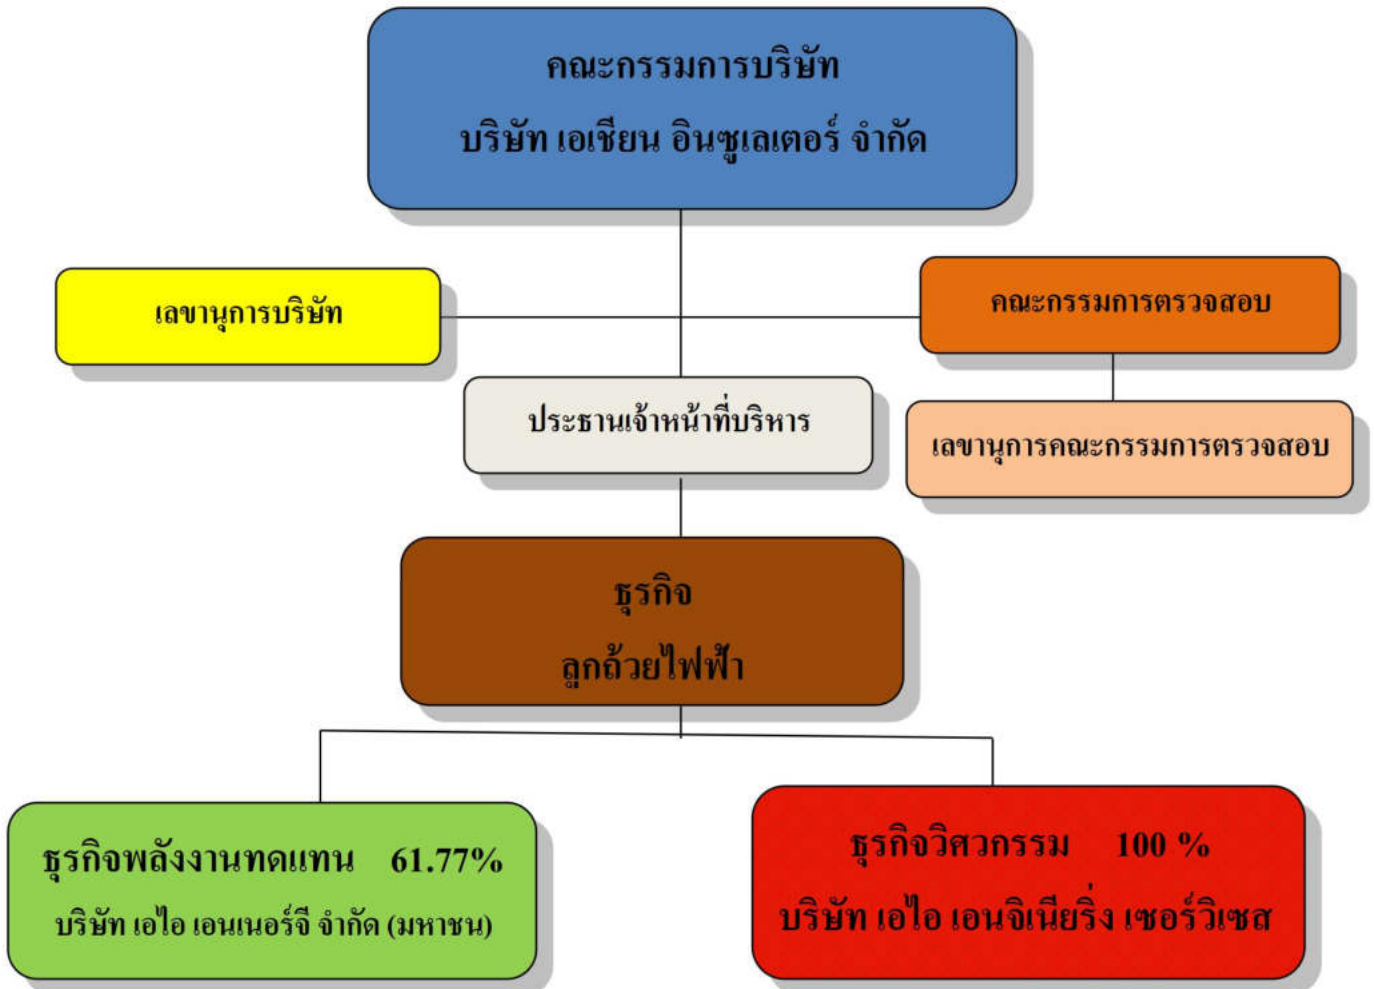 คณะกรรมการบริษัท
บริษัท เอเชียน อินซูเลเตอร์ จำกัด
เลขานุการบริษัท
คณะกรรมการตรวจสอบ
ประธานเจ้าหน้าที่บริหาร
เลขานุการคณะกรรมการตรวจสอบ
ธุรกิจ
ลูกถ้วยไฟฟ้า
ธุรกิจพลังงานทดแทน 61.77%
บริษัท เอไอ เอนเนอร์จี จำกัด (มหาชน)
ธุรกิจวิศวกรรม 100 %
บริษัท เอไอ เอนจิเนียริ่ง เซอร์วิเซส